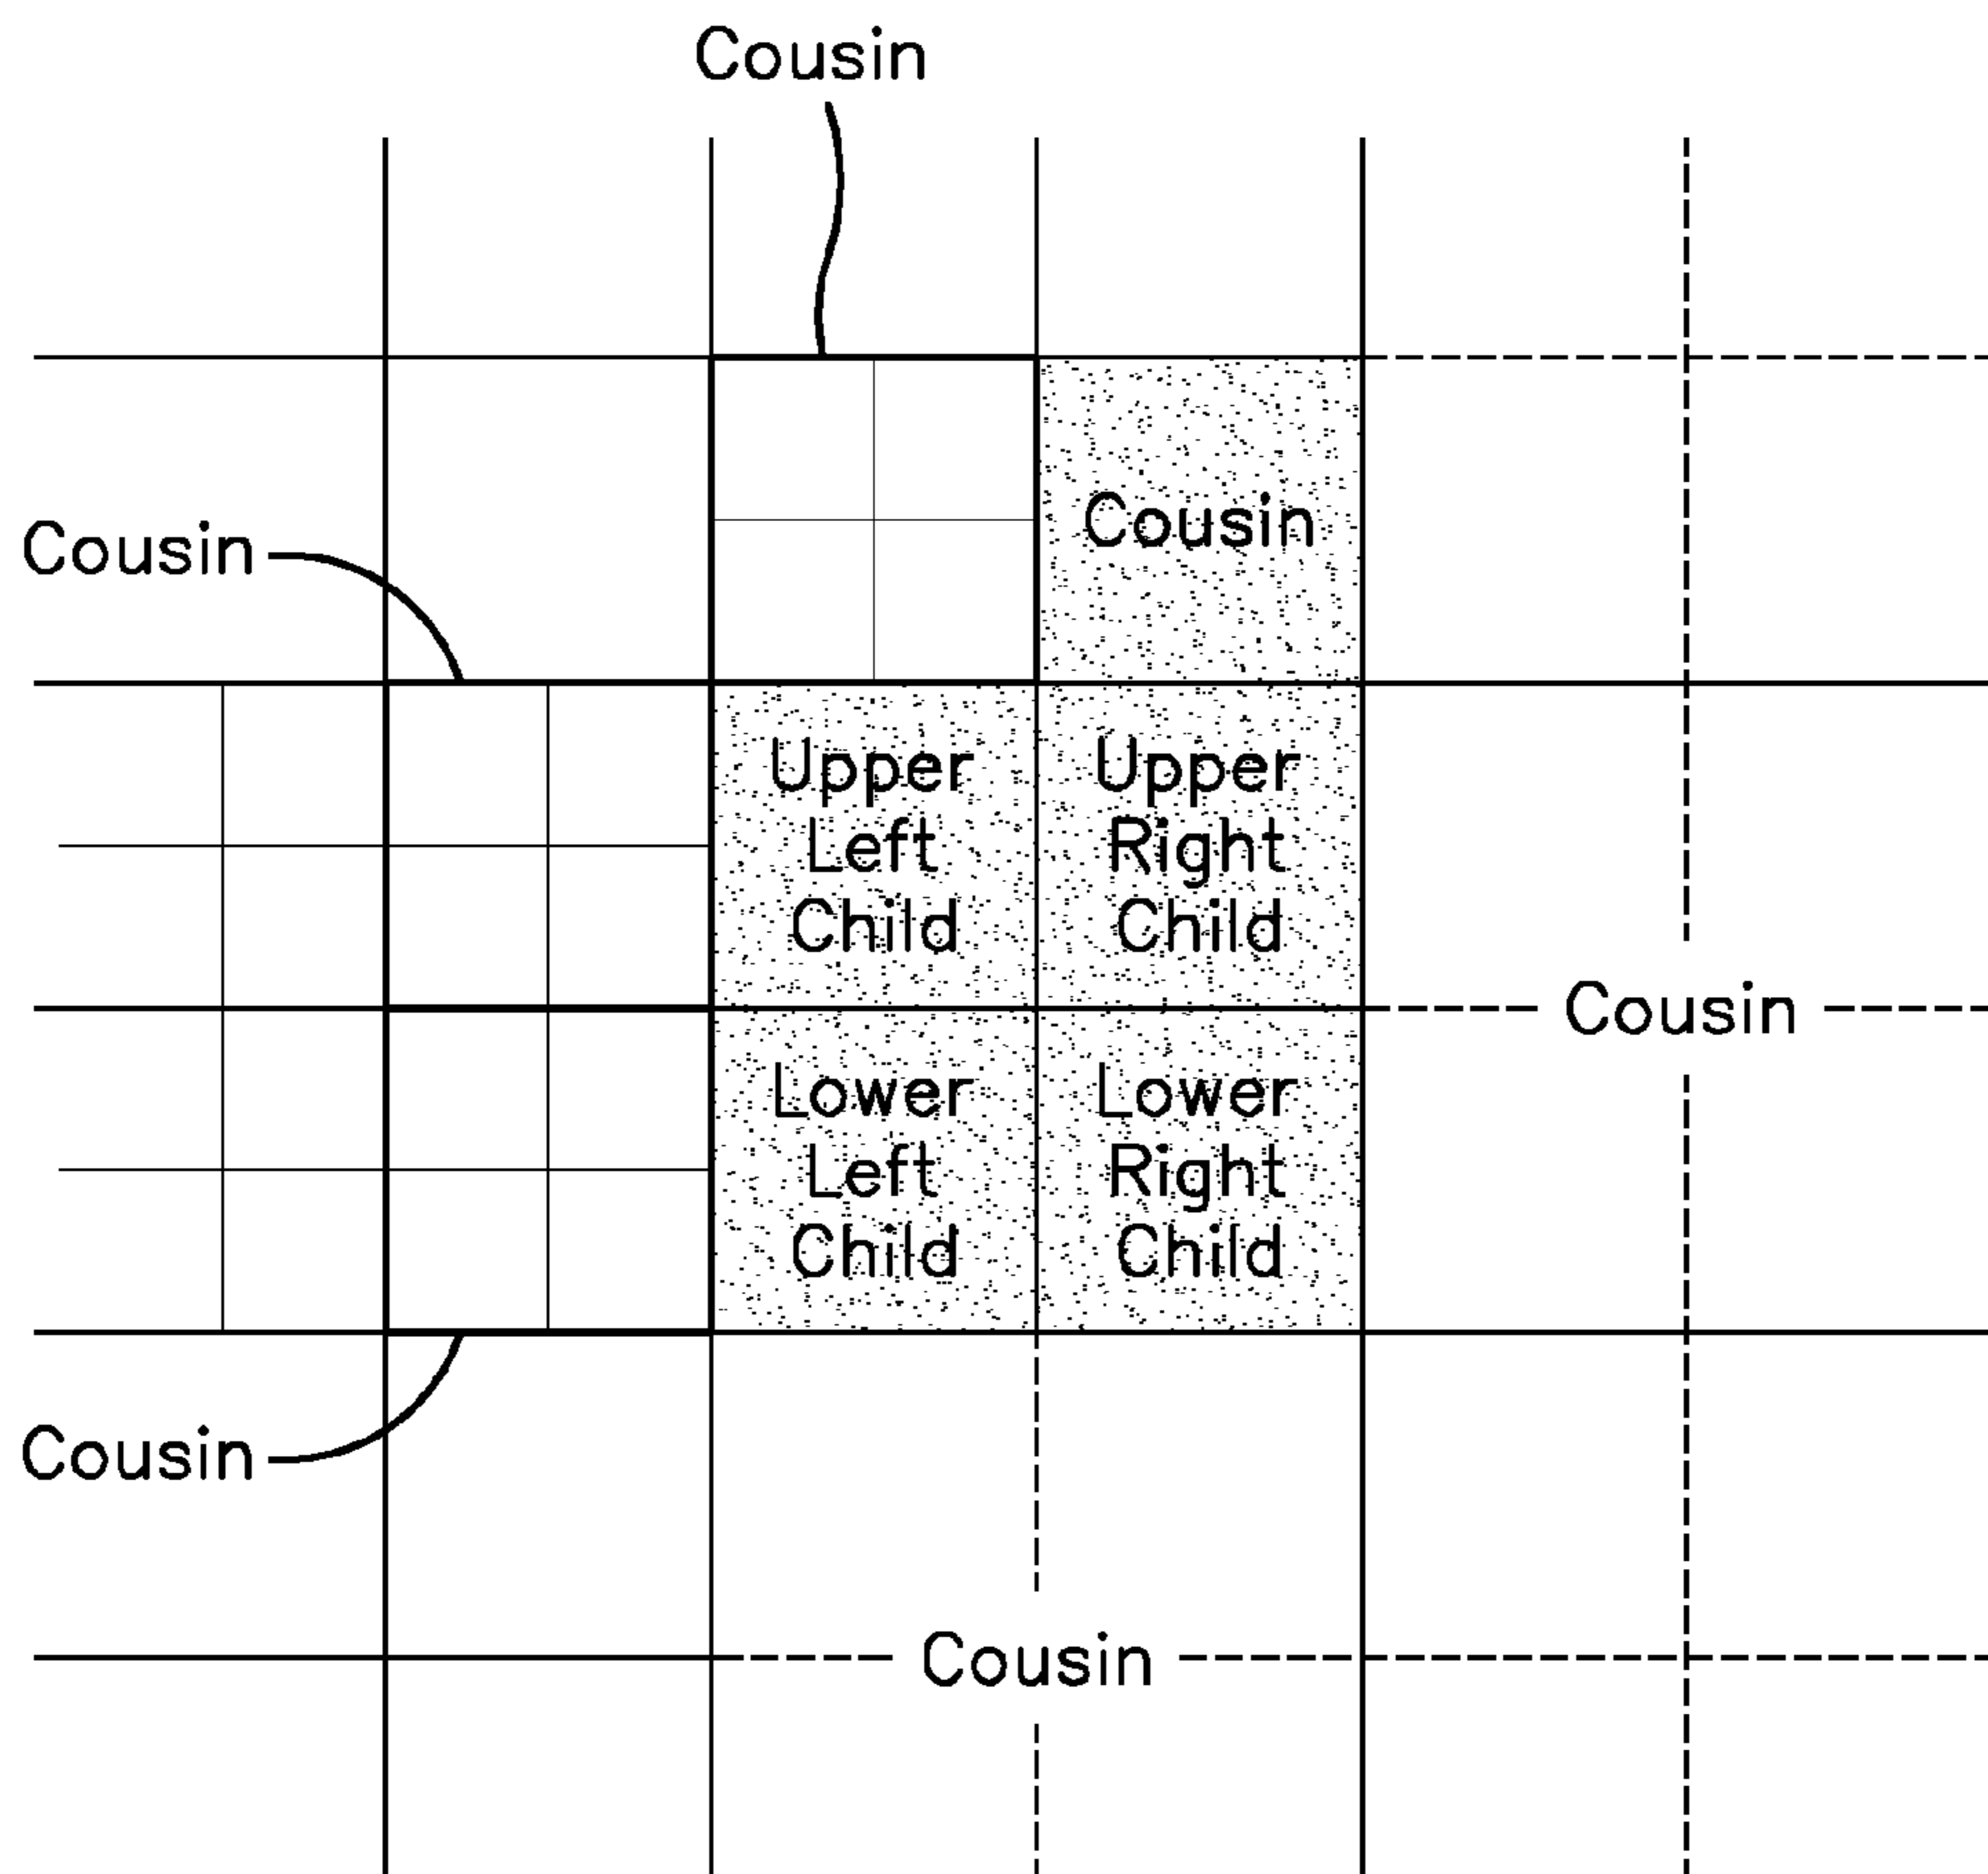 Cousin
Cousin
Cousin
Upper
Left
Child
Upper
Right
Child
Cousin
Lower
Left
Child
Lower
Right
Child
Cousin
Cousin